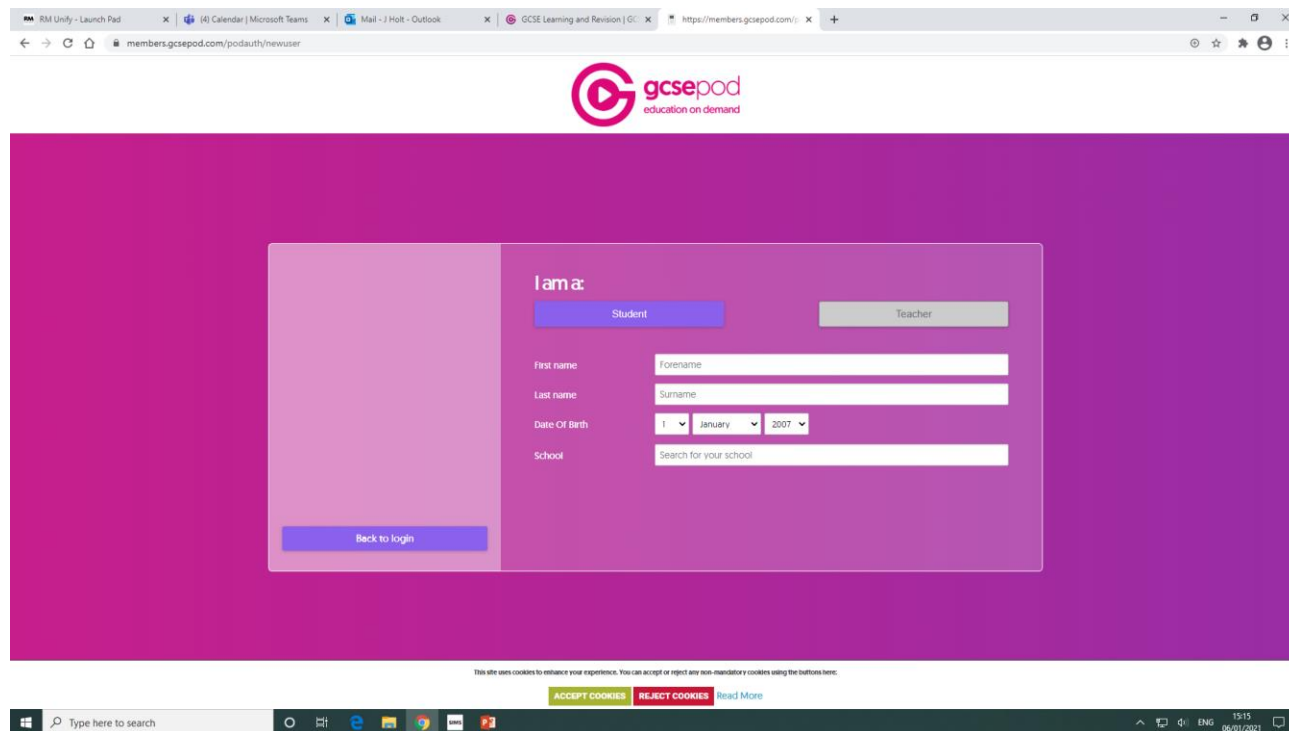 RM RM Unify - Launch Pad (4) Calendar | Microsoft Teams Mail - J Holt - Outlook GCSE Learning and Revision | GC https://members.gcsepod.com/
members.gcsepod.com/podauth/newuser
gcsepod
education on demand
I am a:
Student Teacher
First name Forename
Last name Surname
Date Of Birth 1 January 2007
School Search for your school
Back to login
This site uses cookies to enhance your experience. You can accept or reject any non-mandatory cookies using the buttons here:
ACCEPT COOKIES REJECT COOKIES Read More
Type here to search SIMS ENG 15:15
06/01/2021